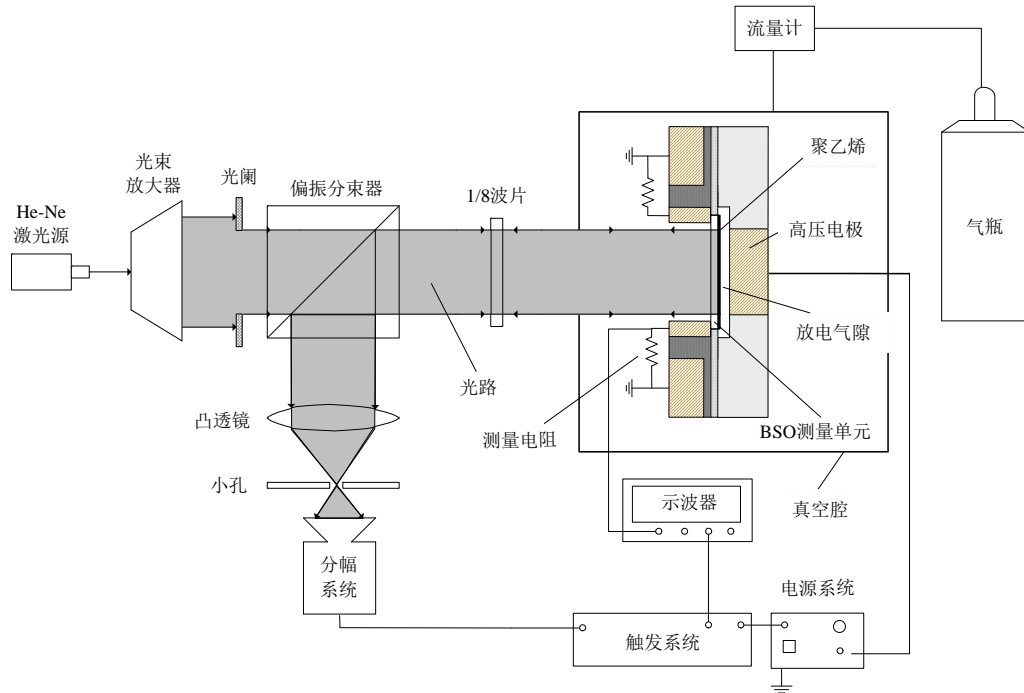 流量计
聚乙烯
光束
放大器
光阑
偏振分束器
1/8波片
He-Ne
激光源
高压电极
气瓶
放电气隙
光路
凸透镜
测量电阻
BSO测量单元
小孔
示波器
真空腔
分幅
系统
电源系统
触发系统